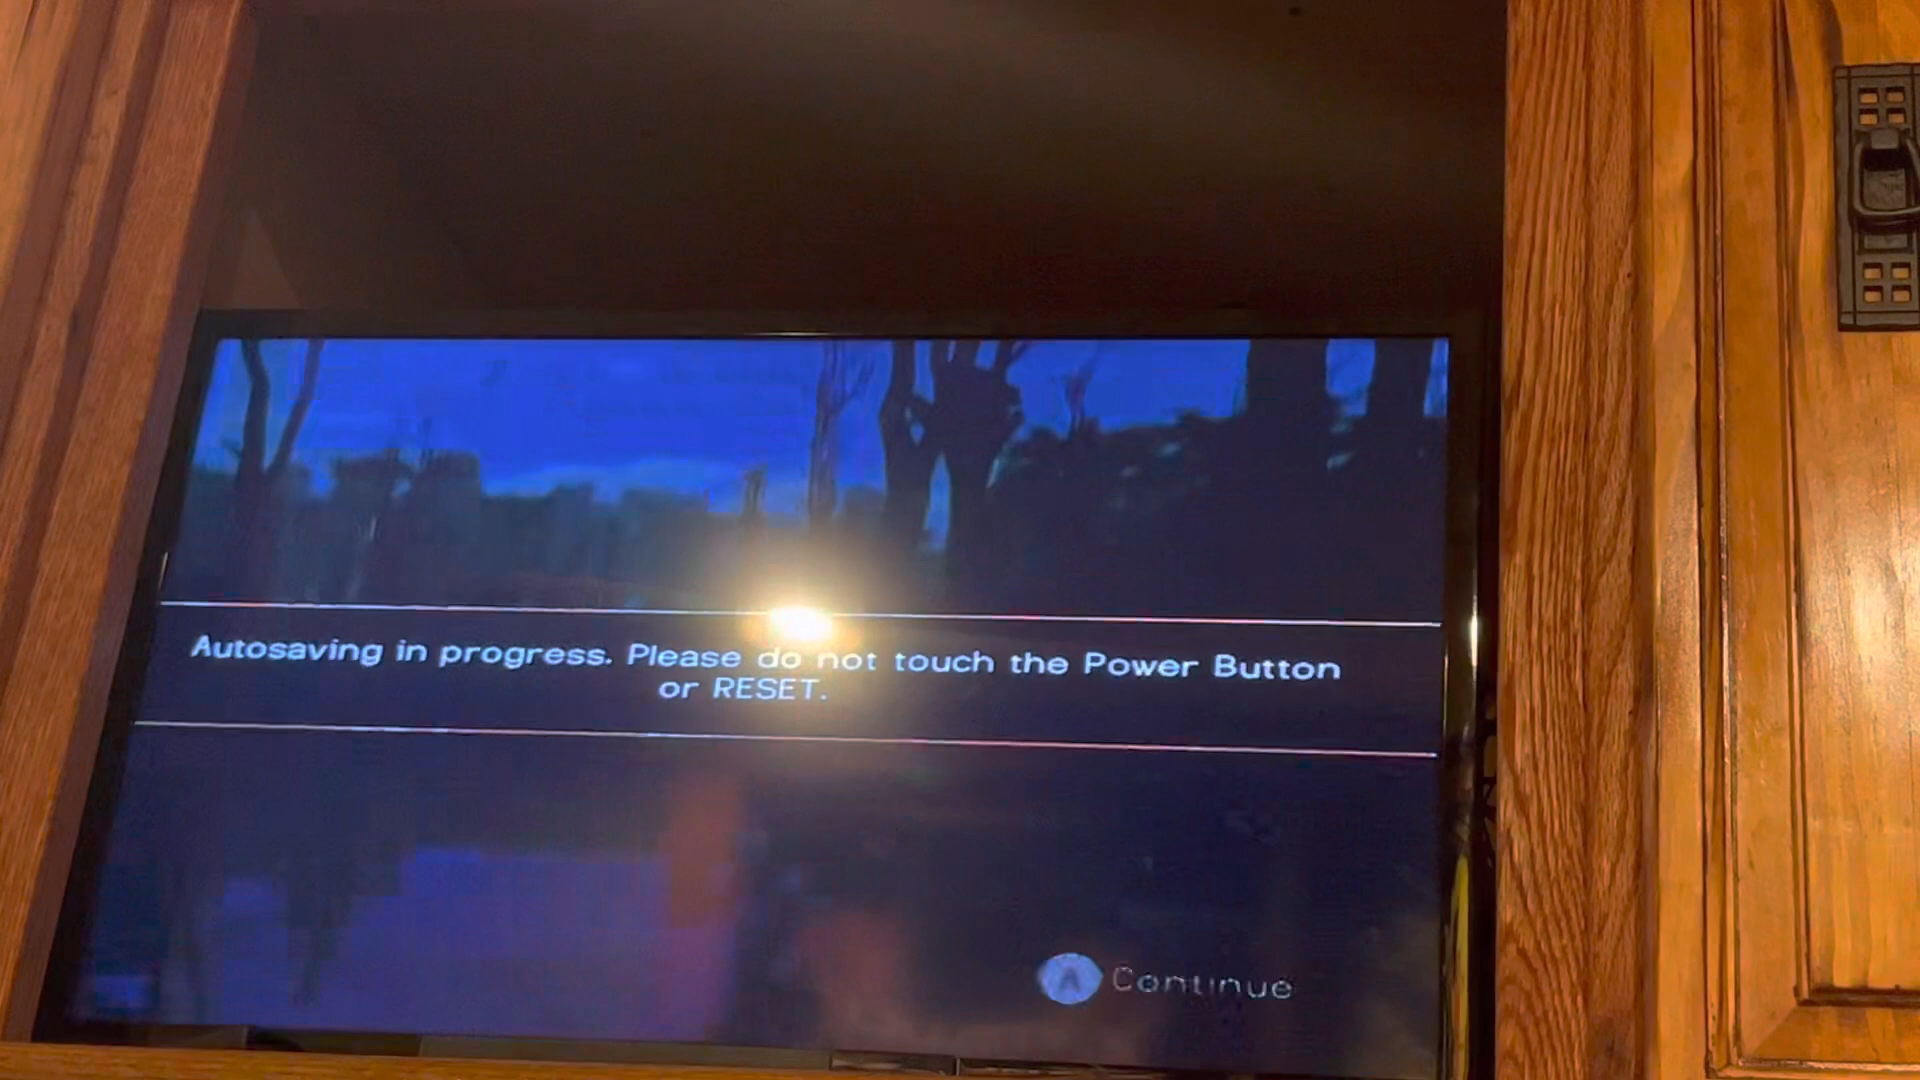 Autosaving in progress. Please do not touch the Power Button
or RESET.
A Continue